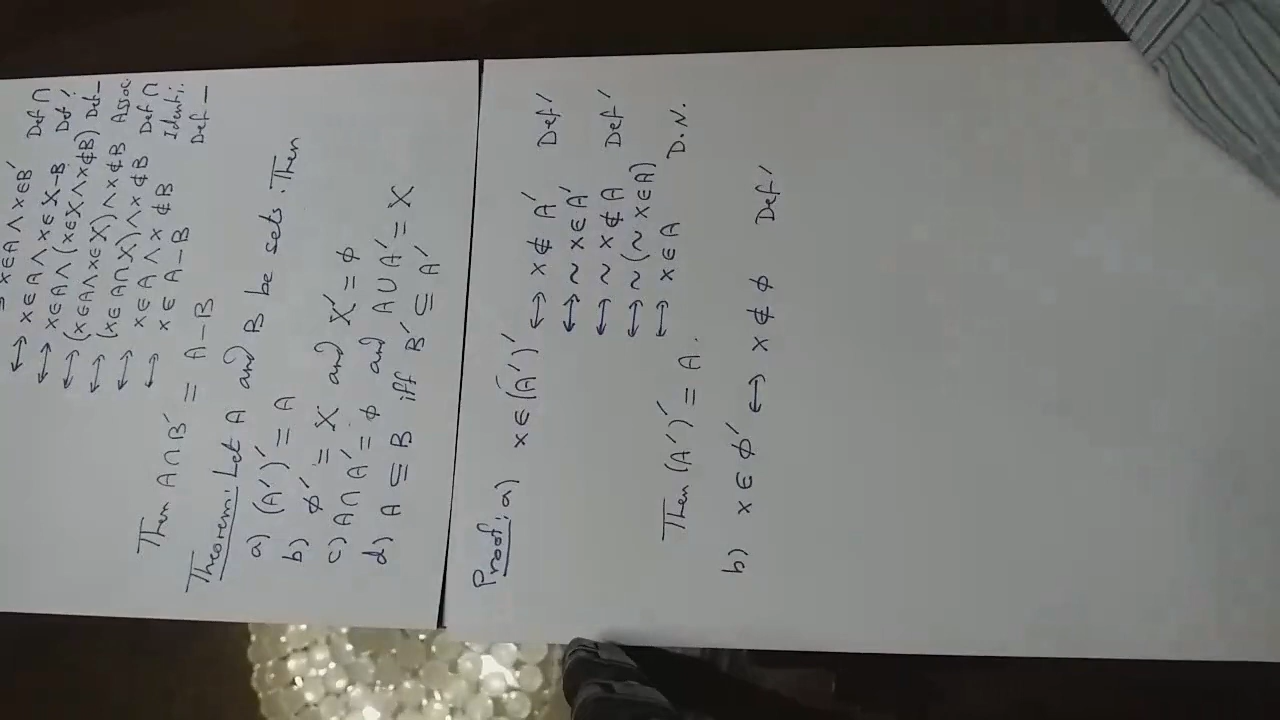 ≡ x∈A ∧ x∈B′ Def ∩
↔ x∈A ∧ x∈X−B Def ′
↔ x∈A ∧ (x∈X ∧ x∉B) Def −
↔ (x∈A ∧ x∈X) ∧ x∉B Assoc.
↔ (x∈A∩X) ∧ x∉B Def ∩
↔ x∈A ∧ x∉B Identi.
↔ x∈A−B Def −
Then A∩B′ = A−B
Theorem: Let A and B be sets. Then
a) (A′)′ = A
b) ϕ′ = X and X′ = ϕ
c) A∩A′ = ϕ and A∪A′ = X
d) A ⊆ B iff B′ ⊆ A′
Proof: a) x∈(A′)′ ↔ x∉A′ Def ′
↔ ~x∈A′
↔ ~x∉A Def ′
↔ ~(~x∈A)
↔ x∈A D.N.
Then (A′)′ = A.
b) x∈ϕ′ ↔ x∉ϕ Def ′